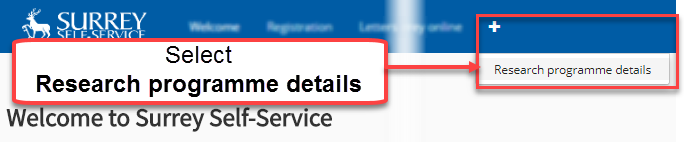 SURREY
SELF-SERVICE
Welcome
Registration
Letters
online
+
Select
Research programme details
Research programme details
Welcome to Surrey Self-Service